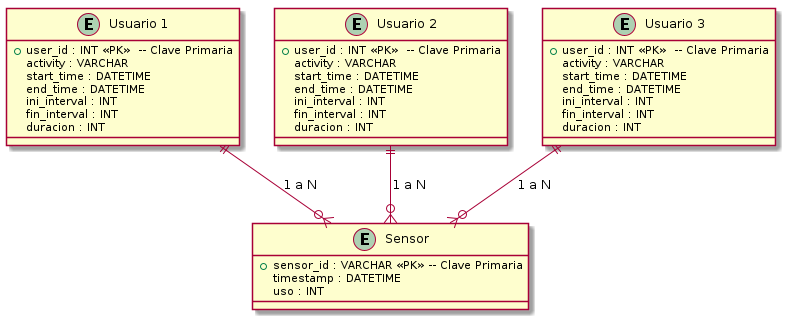 E Usuario 1
user_id : INT «PK»  -- Clave Primaria
activity : VARCHAR
start_time : DATETIME
end_time : DATETIME
ini_interval : INT
fin_interval : INT
duracion : INT
E Usuario 2
user_id : INT «PK»  -- Clave Primaria
activity : VARCHAR
start_time : DATETIME
end_time : DATETIME
ini_interval : INT
fin_interval : INT
duracion : INT
E Usuario 3
user_id : INT «PK»  -- Clave Primaria
activity : VARCHAR
start_time : DATETIME
end_time : DATETIME
ini_interval : INT
fin_interval : INT
duracion : INT
1 a N
1 a N
1 a N
E Sensor
sensor_id : VARCHAR «PK» -- Clave Primaria
timestamp : DATETIME
uso : INT